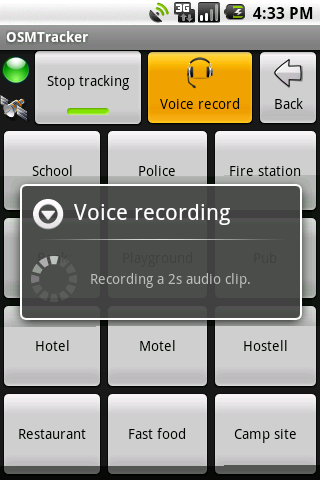 3G
4:33 PM
OSMTracker
Stop tracking
Voice record
Back
School
Police
Fire station
Voice recording
Playground
Pub
Recording a 2s audio clip.
Hotel
Motel
Hostell
Restaurant
Fast food
Camp site